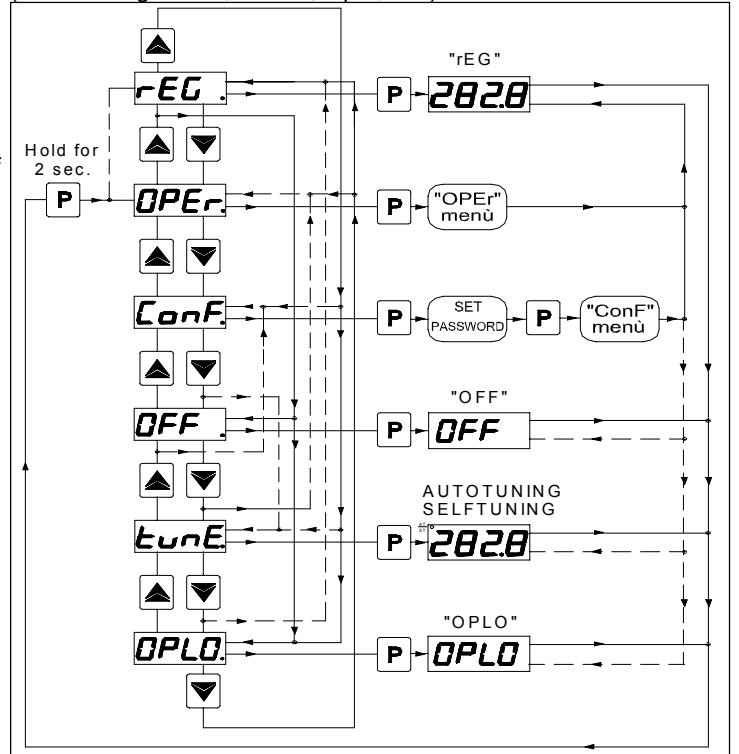 "rEG"
rEG .
P
282.8
Hold for
2 sec.
P
OPEr.
P
"OPEr"
menù
ConF.
P
SET
PASSWORD
P
"ConF"
menù
"OFF"
OFF .
P
OFF
AUTOTUNING
SELFTUNING
tunE.
P
282.8
"OPLO"
OPLO.
P
OPLO